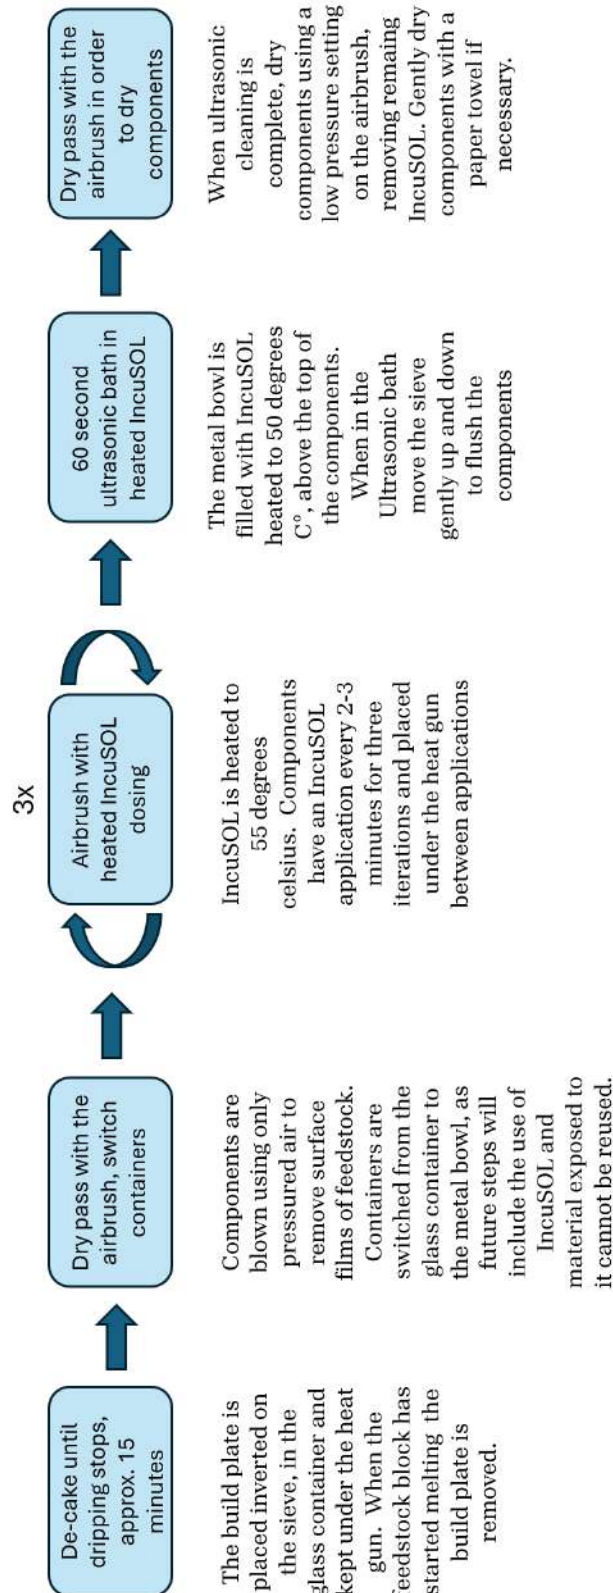 De-cake until
dripping stops,
approx. 15
minutes
The build plate is
placed inverted on
the sieve, in the
glass container and
kept under the heat
gun. When the
feedstock block has
started melting the
build plate is
removed.
Dry pass with the
airbrush, switch
containers
Components are
blown using only
pressured air to
remove surface
films of feedstock.
Containers are
switched from the
glass container to
the metal bowl, as
future steps will
include the use of
IncuSOL and
material exposed to
it cannot be reused.
3x
Airbrush with
heated IncuSOL
dosing
IncuSOL is heated to
55 degrees
celsius. Components
have an IncuSOL
application every 2-3
minutes for three
iterations and placed
under the heat gun
between applications
60 second
ultrasonic bath in
heated IncuSOL
The metal bowl is
filled with IncuSOL
heated to 50 degrees
C°, above the top of
the components.
When in the
Ultrasonic bath
move the sieve
gently up and down
to flush the
components
Dry pass with the
airbrush in order
to dry
components
When ultrasonic
cleaning is
complete, dry
components using a
low pressure setting
on the airbrush,
removing remaing
IncuSOL. Gently dry
components with a
paper towel if
necessary.